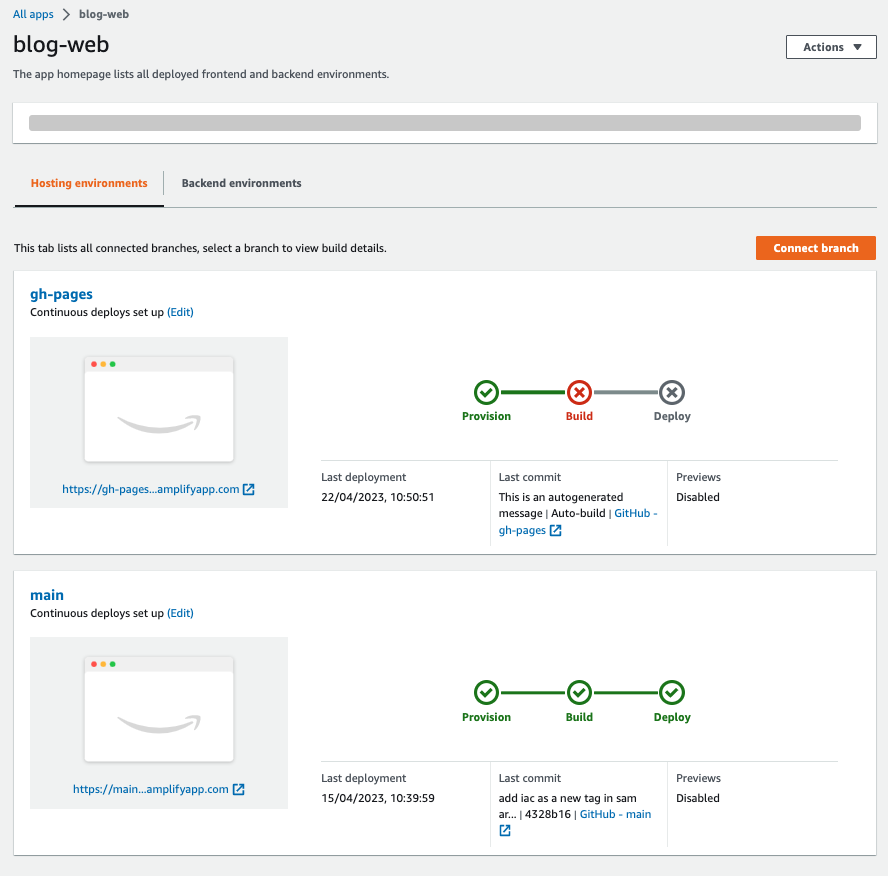 All apps > blog-web
blog-web
Actions
The app homepage lists all deployed frontend and backend environments.
Hosting environments
Backend environments
This tab lists all connected branches, select a branch to view build details.
Connect branch
gh-pages
Continuous deploys set up (Edit)
https://gh-pages...amplifyapp.com
Provision
Build
Deploy
Last deployment
22/04/2023, 10:50:51
Last commit
This is an autogenerated
message | Auto-build | GitHub -
gh-pages
Previews
Disabled
main
Continuous deploys set up (Edit)
https://main...amplifyapp.com
Provision
Build
Deploy
Last deployment
15/04/2023, 10:39:59
Last commit
add iac as a new tag in sam
ar... | 4328b16 | GitHub - main
Previews
Disabled